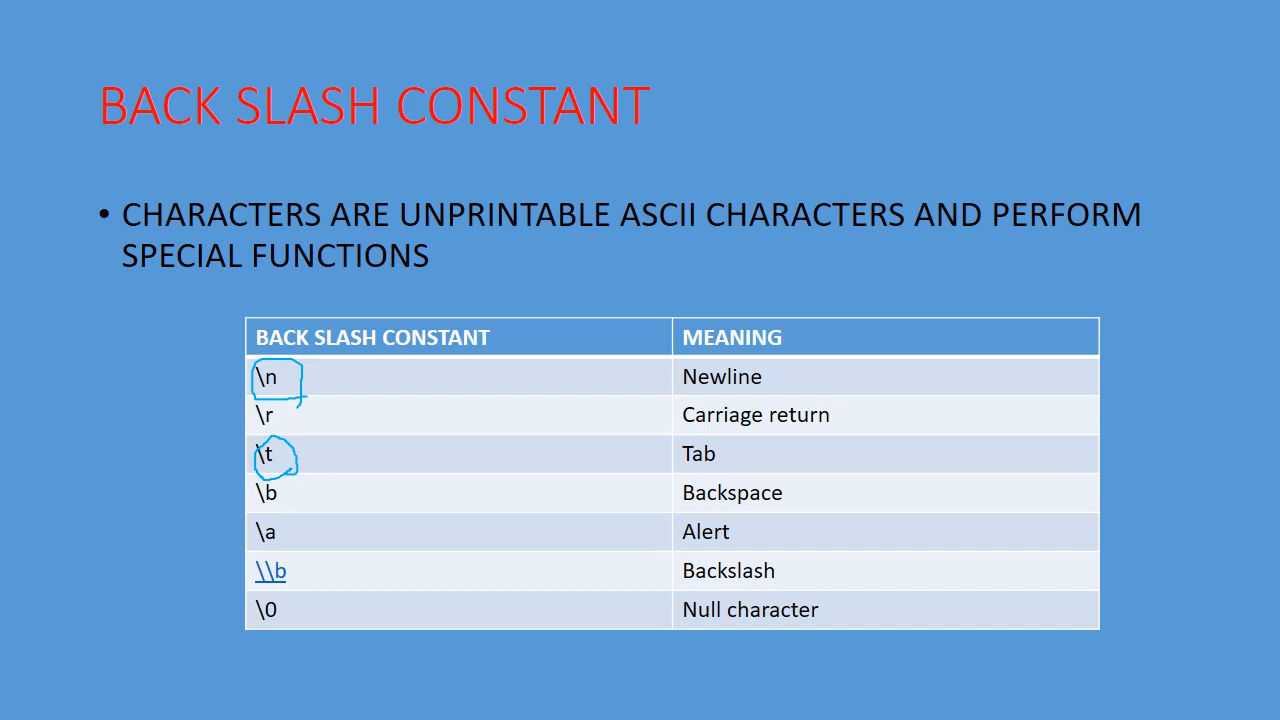 BACK SLASH CONSTANT
• CHARACTERS ARE UNPRINTABLE ASCII CHARACTERS AND PERFORM
SPECIAL FUNCTIONS
BACK SLASH CONSTANT MEANING
\n Newline
\r Carriage return
\t Tab
\b Backspace
\a Alert
\\b Backslash
\0 Null character